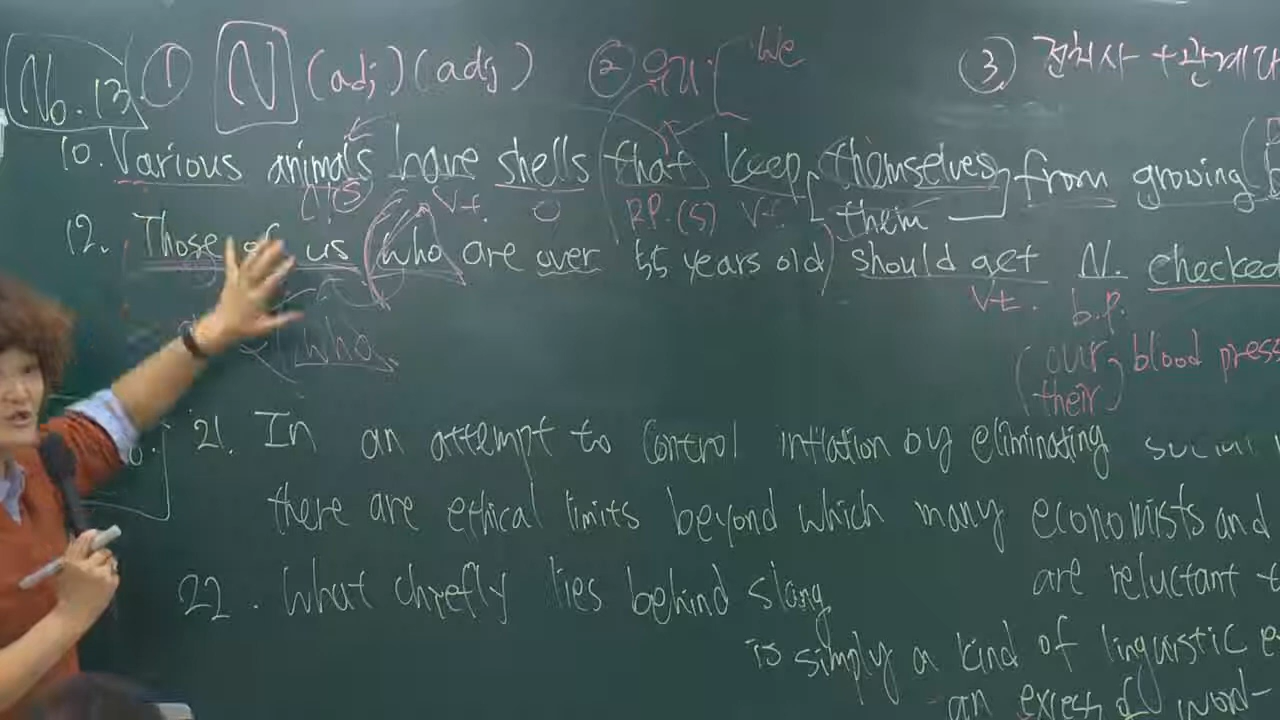 No.13. ① N (adj)(adj) ② 우리 We ③ 전치사 + 관계대
10. Various animals have shells that keep themselves from growing
(S) V.t. O R.P. (S) V.t. them
12. Those of us who are over 55 years old) should get N. checked
V.t. b.p.
who
(our blood press
their)
21. In an attempt to control inflation by eliminating
there are ethical limits beyond which many economists and
are reluctant
22. What chiefly lies behind slang
is simply a kind of linguistic
an excess of word-